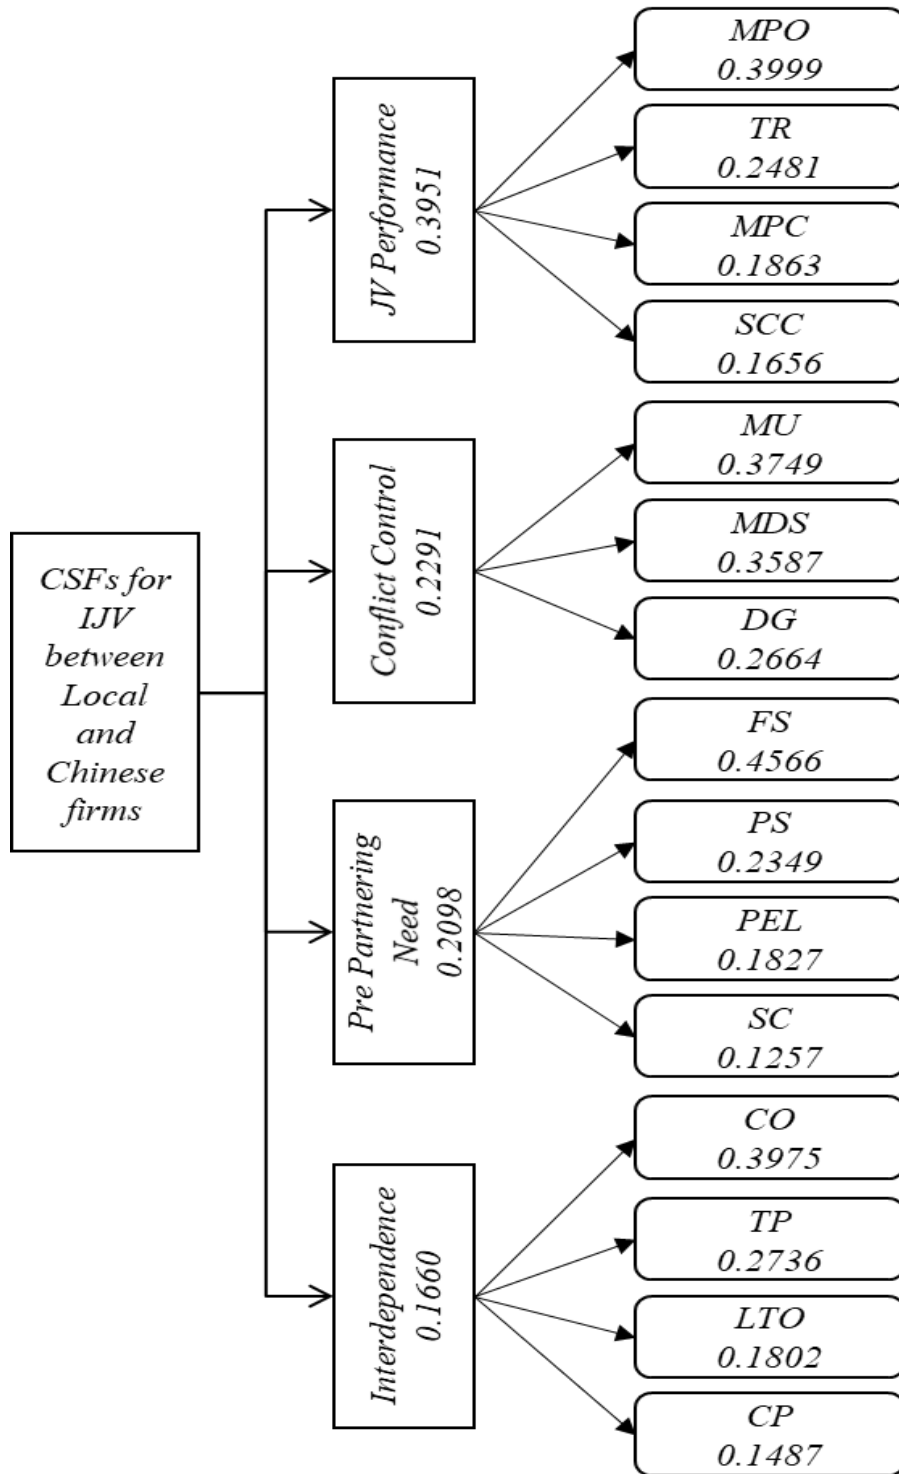 CSFs for
IJV
between
Local
and
Chinese
firms
JV Performance
0.3951
MPO
0.3999
TR
0.2481
MPC
0.1863
SCC
0.1656
Conflict Control
0.2291
MU
0.3749
MDS
0.3587
DG
0.2664
Pre Partnering
Need
0.2098
FS
0.4566
PS
0.2349
PEL
0.1827
SC
0.1257
Interdependence
0.1660
CO
0.3975
TP
0.2736
LTO
0.1802
CP
0.1487